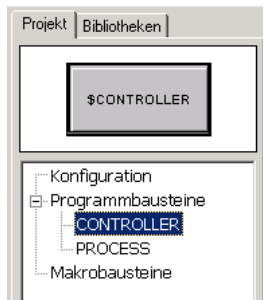 Projekt Bibliotheken
$CONTROLLER
Konfiguration
Programmbausteine
CONTROLLER
PROCESS
Makrobausteine